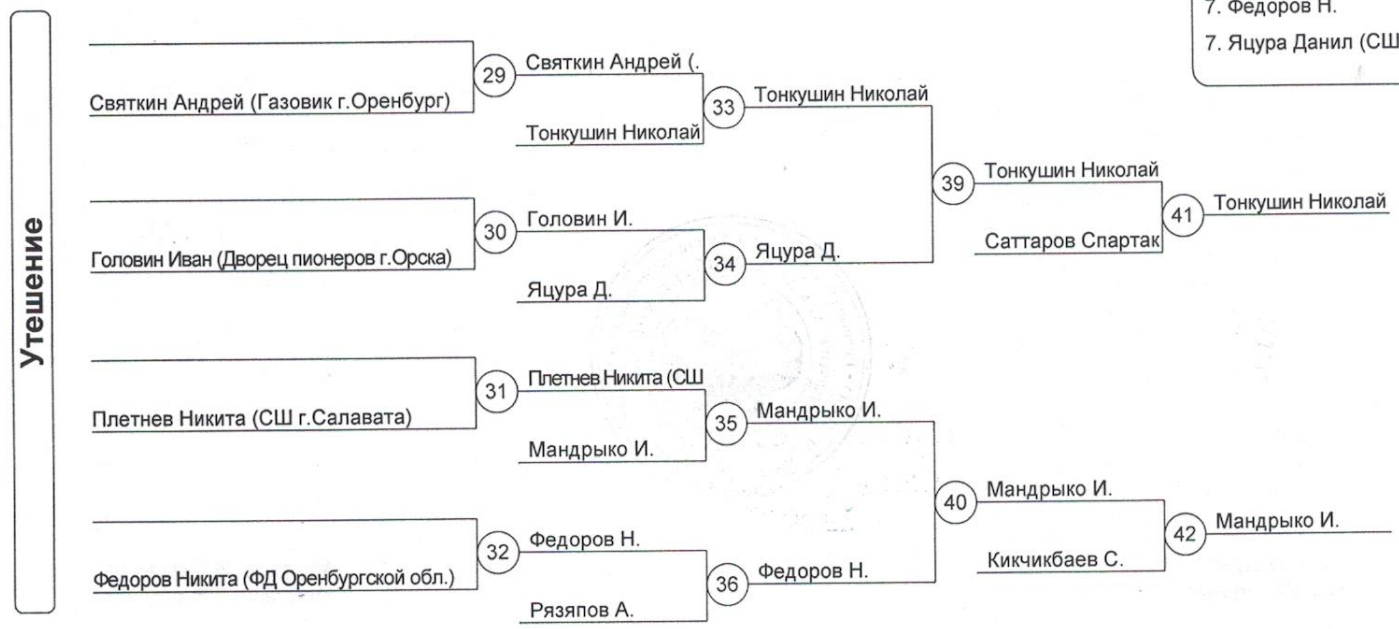 7. Федоров Н.
7. Яцура Данил (СШ
Утешение
29
Святкин Андрей (.
Святкин Андрей (Газовик г.Оренбург)
33
Тонкушин Николай
Тонкушин Николай
39
Тонкушин Николай
30
Головин И.
41
Тонкушин Николай
Головин Иван (Дворец пионеров г.Орска)
34
Яцура Д.
Саттаров Спартак
Яцура Д.
31
Плетнев Никита (СШ
Плетнев Никита (СШ г.Салавата)
35
Мандрыко И.
Мандрыко И.
40
Мандрыко И.
32
Федоров Н.
42
Мандрыко И.
Федоров Никита (ФД Оренбургской обл.)
36
Федоров Н.
Кикчикбаев С.
Рязяпов А.